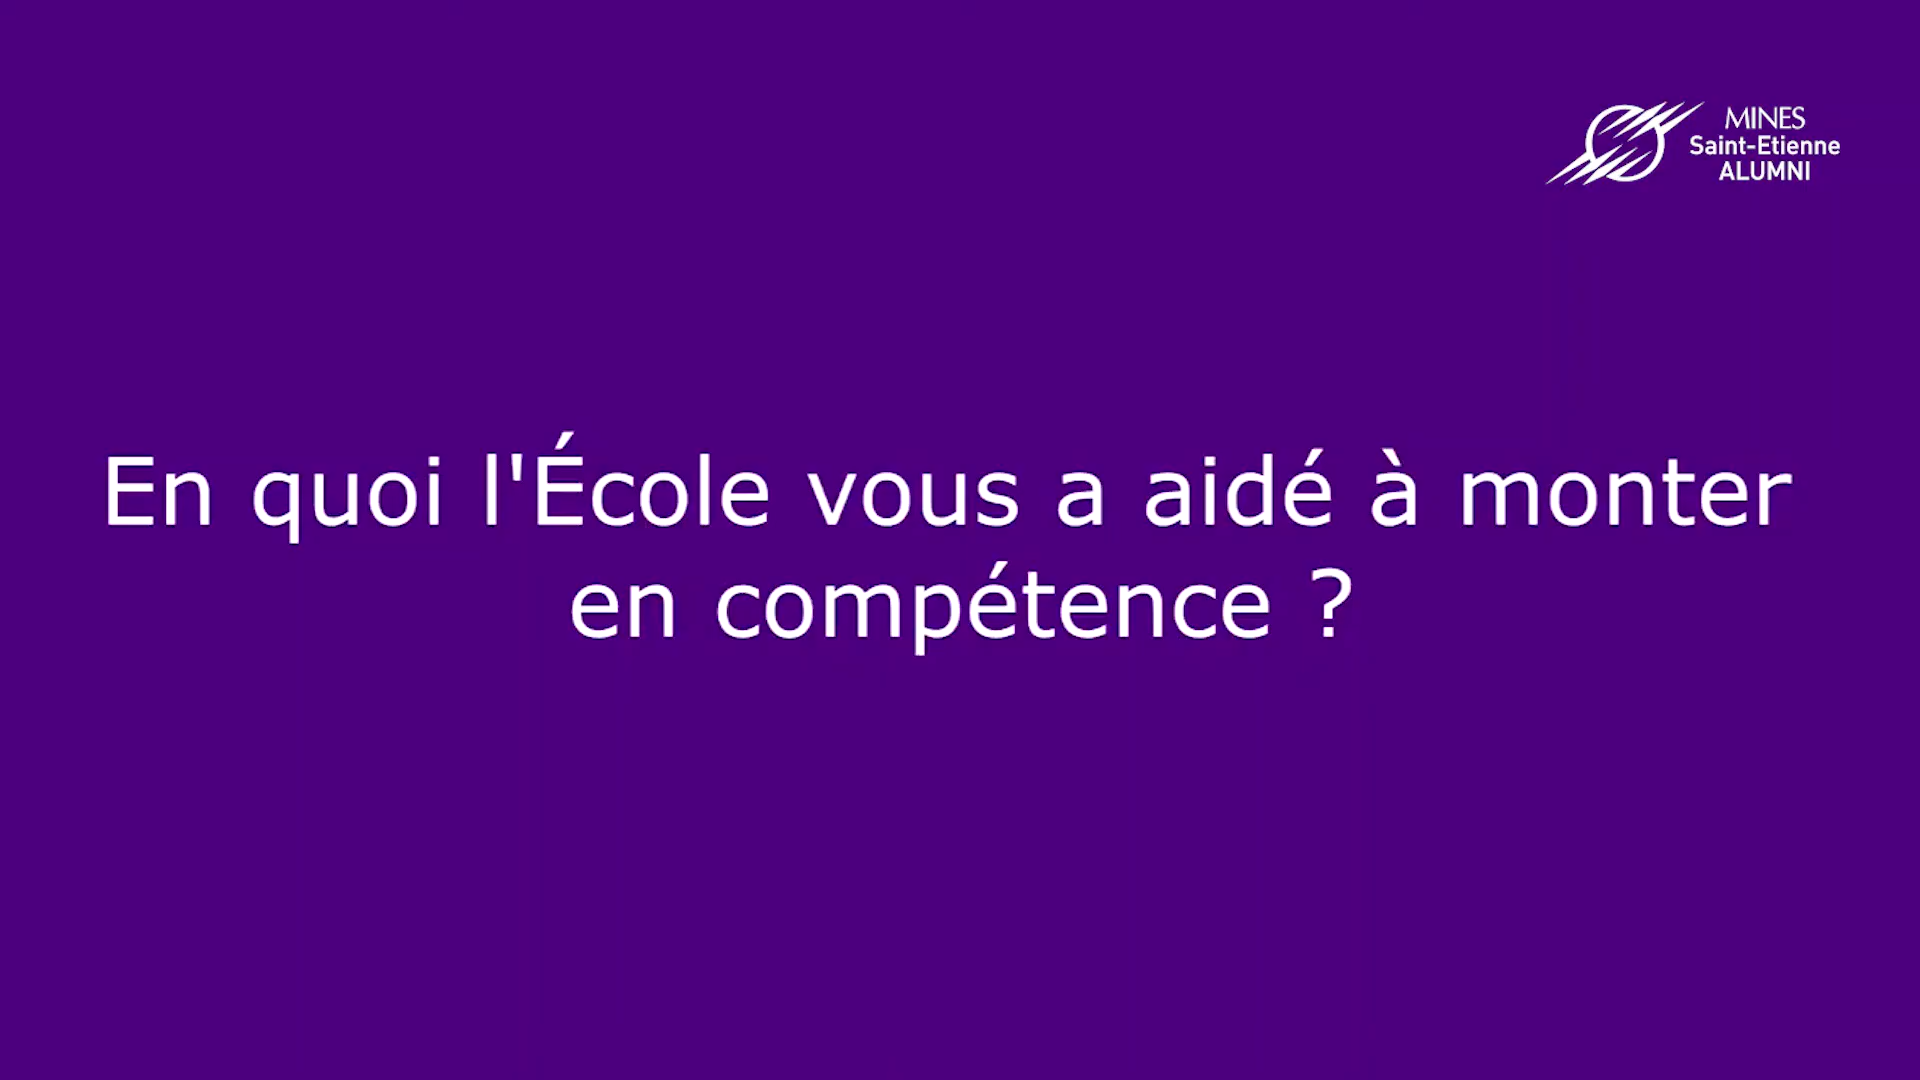 MINES
Saint-Etienne
ALUMNI
En quoi l'École vous a aidé à monter
en compétence ?